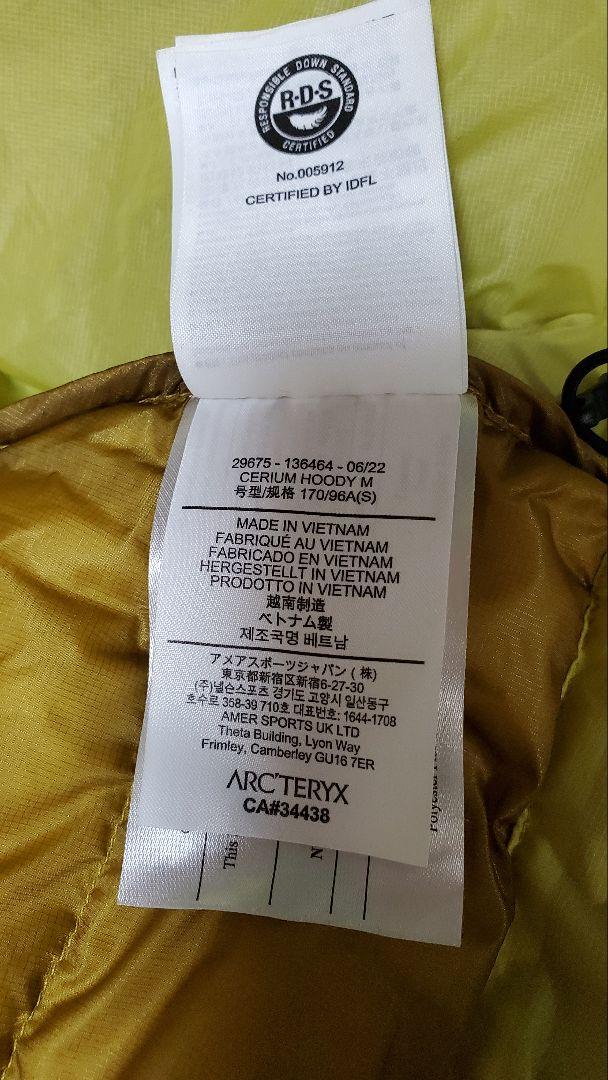 RESPONSIBLE DOWN STANDARD
R·D·S
CERTIFIED
No.005912
CERTIFIED BY IDFL
29675 - 136464 - 06/22
CERIUM HOODY M
号型/规格 170/96A(S)
MADE IN VIETNAM
FABRIQUÉ AU VIETNAM
FABRICADO EN VIETNAM
HERGESTELLT IN VIETNAM
PRODOTTO IN VIETNAM
越南制造
ベトナム製
제조국명 베트남
アメアスポーツジャパン (株)
東京都新宿区新宿6-27-30
(주)넬슨스포츠 경기도 고양시 일산동구
호수로 358-39 710호 대표번호: 1644-1708
AMER SPORTS UK LTD
Theta Building, Lyon Way
Frimley, Camberley GU16 7ER
ARC'TERYX
CA#34438
This
Polyester